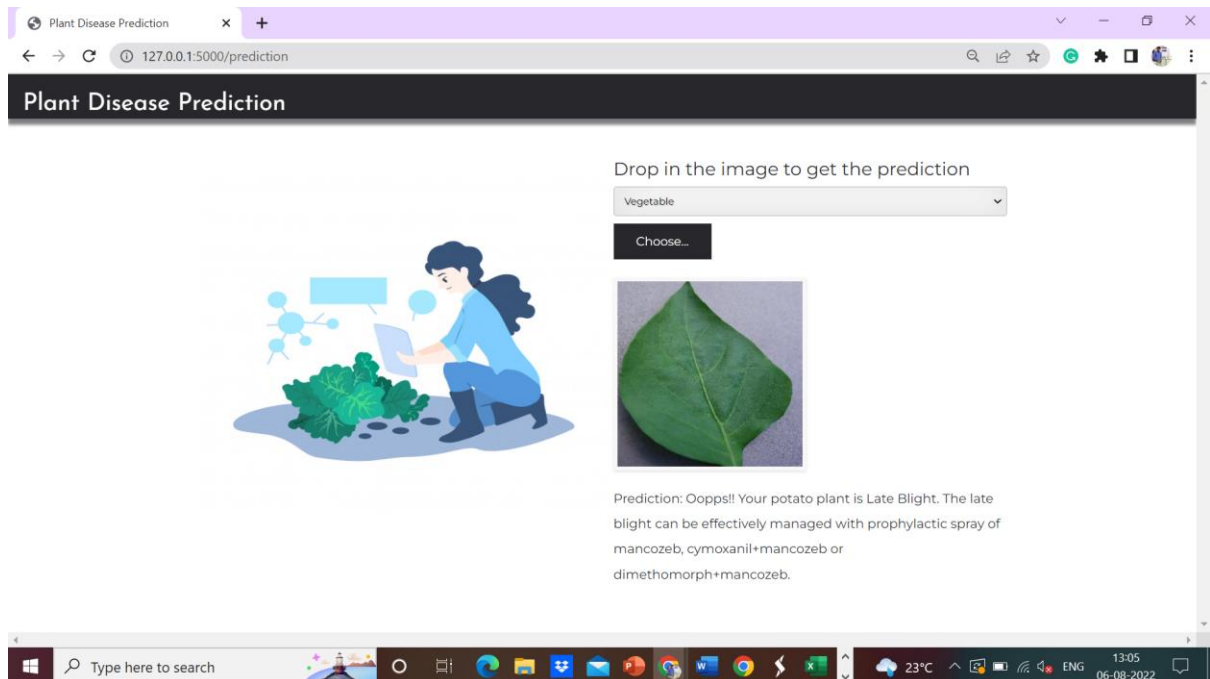 Plant Disease Prediction
127.0.0.1:5000/prediction
Plant Disease Prediction
Drop in the image to get the prediction
Vegetable
Choose...
Prediction: Oopps!! Your potato plant is Late Blight. The late
blight can be effectively managed with prophylactic spray of
mancozeb, cymoxanil+mancozeb or
dimethomorph+mancozeb.
Type here to search
23°C
ENG
13:05
06-08-2022